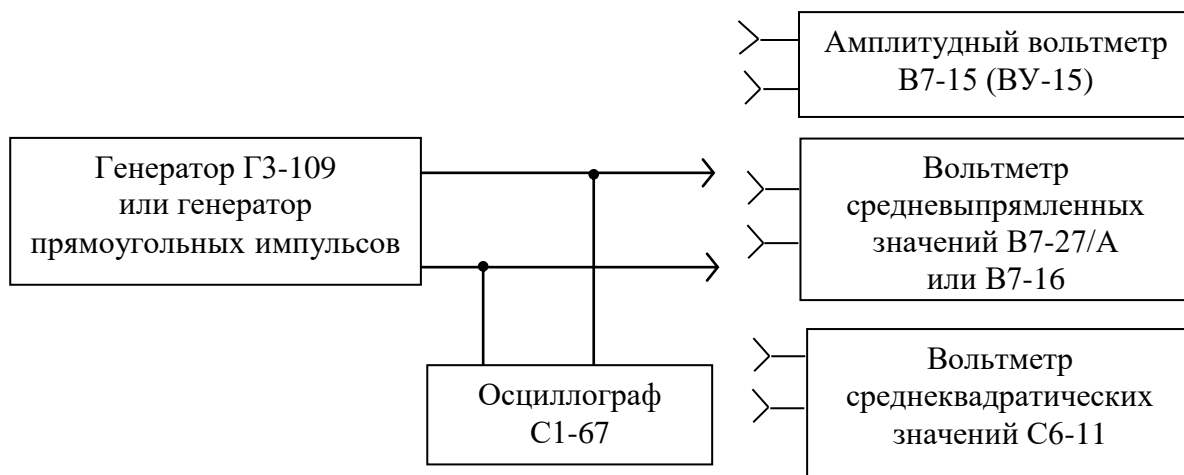 Амплитудный вольтметр
В7-15 (ВУ-15)
Генератор Г3-109
или генератор
прямоугольных импульсов
Вольтметр
средневыпрямленных
значений В7-27/А
или В7-16
Осциллограф
С1-67
Вольтметр
среднеквадратических
значений С6-11